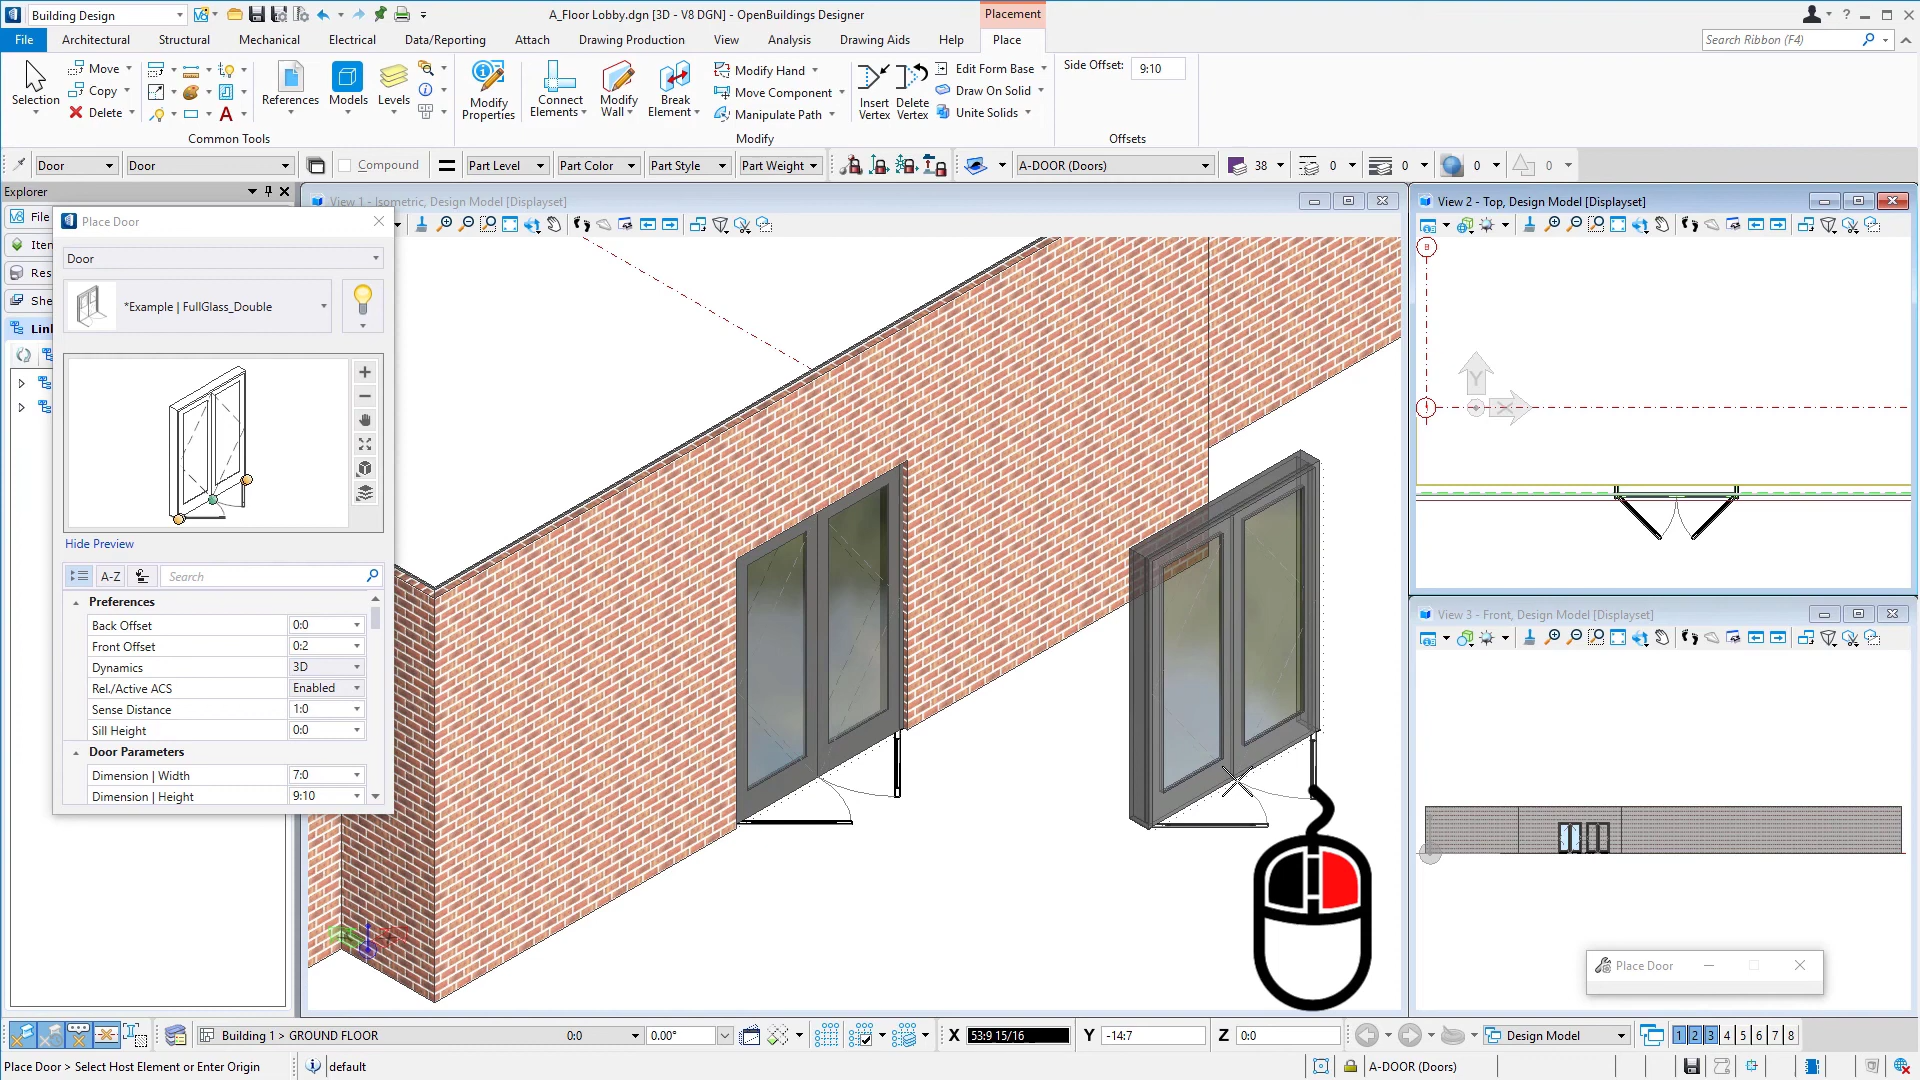 Building Design
A_Floor Lobby.dgn [3D - V8 DGN] - OpenBuildings Designer
Placement
File
Architectural
Structural
Mechanical
Electrical
Data/Reporting
Attach
Drawing Production
View
Analysis
Drawing Aids
Help
Place
Search Ribbon (F4)
Selection
Move
Copy
Delete
References
Models
Levels
Common Tools
Modify Properties
Connect Elements
Modify Wall
Break Element
Modify Hand
Move Component
Manipulate Path
Modify
Insert Vertex
Delete Vertex
Edit Form Base
Draw On Solid
Unite Solids
Side Offset: 9:10
Offsets
Door
Door
Compound
Part Level
Part Color
Part Style
Part Weight
A-DOOR (Doors)
38
0
0
0
0
Explorer
File
Iten
Res
She
Linl
Place Door
Door
*Example | FullGlass_Double
Hide Preview
A-Z
Search
Preferences
Back Offset 0:0
Front Offset 0:2
Dynamics 3D
Rel./Active ACS Enabled
Sense Distance 1:0
Sill Height 0:0
Door Parameters
Dimension | Width 7:0
Dimension | Height 9:10
View 1 - Isometric, Design Model [Displayset]
View 2 - Top, Design Model [Displayset]
Y
X
View 3 - Front, Design Model [Displayset]
Place Door
Building 1 > GROUND FLOOR 0:0
0.00°
X 53:9 15/16
Y -14:7
Z 0:0
Design Model
1 2 3 4 5 6 7 8
Place Door > Select Host Element or Enter Origin
default
A-DOOR (Doors)